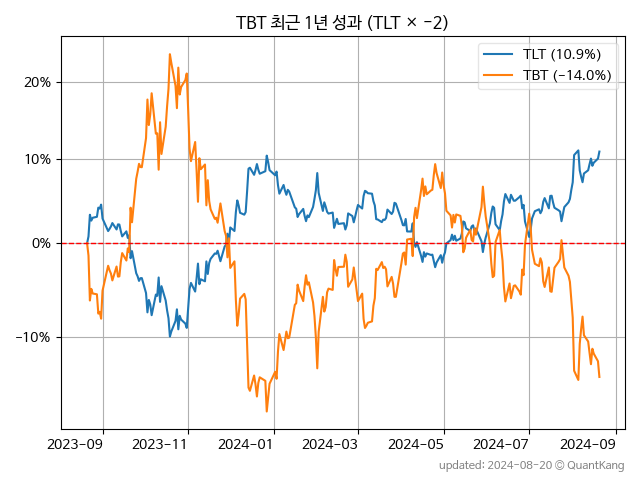 TBT 최근 1년 성과 (TLT × −2)
TLT (10.9%)
TBT (−14.0%)
20%
10%
0%
−10%
2023−09 2023−11 2024−01 2024−03 2024−05 2024−07 2024−09
updated: 2024−08−20 © QuantKang